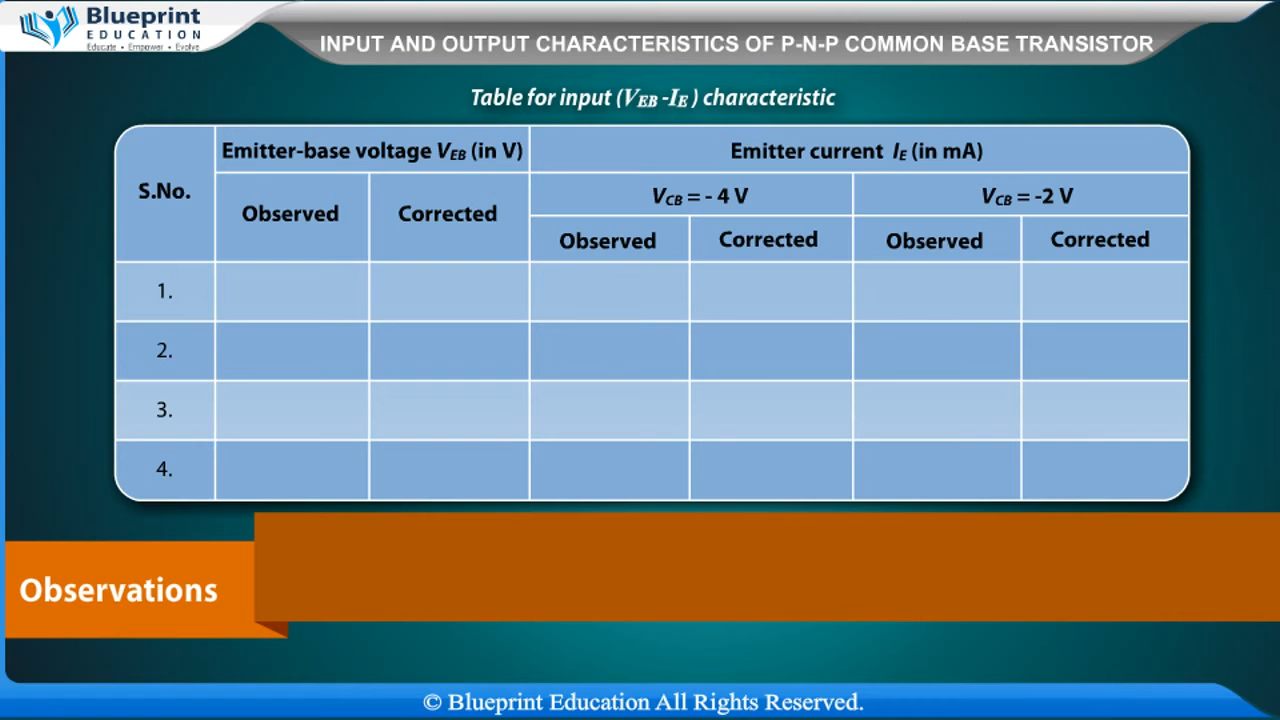 Blueprint
EDUCATION
Educate • Empower • Evolve
INPUT AND OUTPUT CHARACTERISTICS OF P-N-P COMMON BASE TRANSISTOR
Table for input (VEB -IE ) characteristic
S.No.
Emitter-base voltage VEB (in V)
Emitter current IE (in mA)
Observed
Corrected
VCB = - 4 V
VCB = -2 V
Observed
Corrected
Observed
Corrected
1.
2.
3.
4.
Observations
© Blueprint Education All Rights Reserved.